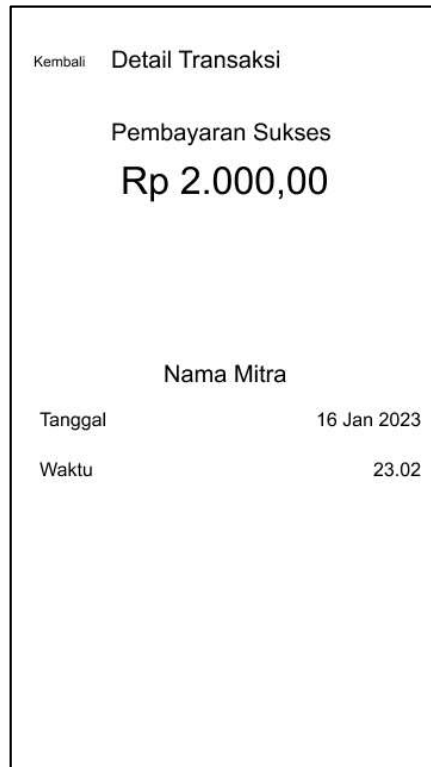 Kembali Detail Transaksi
Pembayaran Sukses
Rp 2.000,00
Nama Mitra
Tanggal 16 Jan 2023
Waktu 23.02